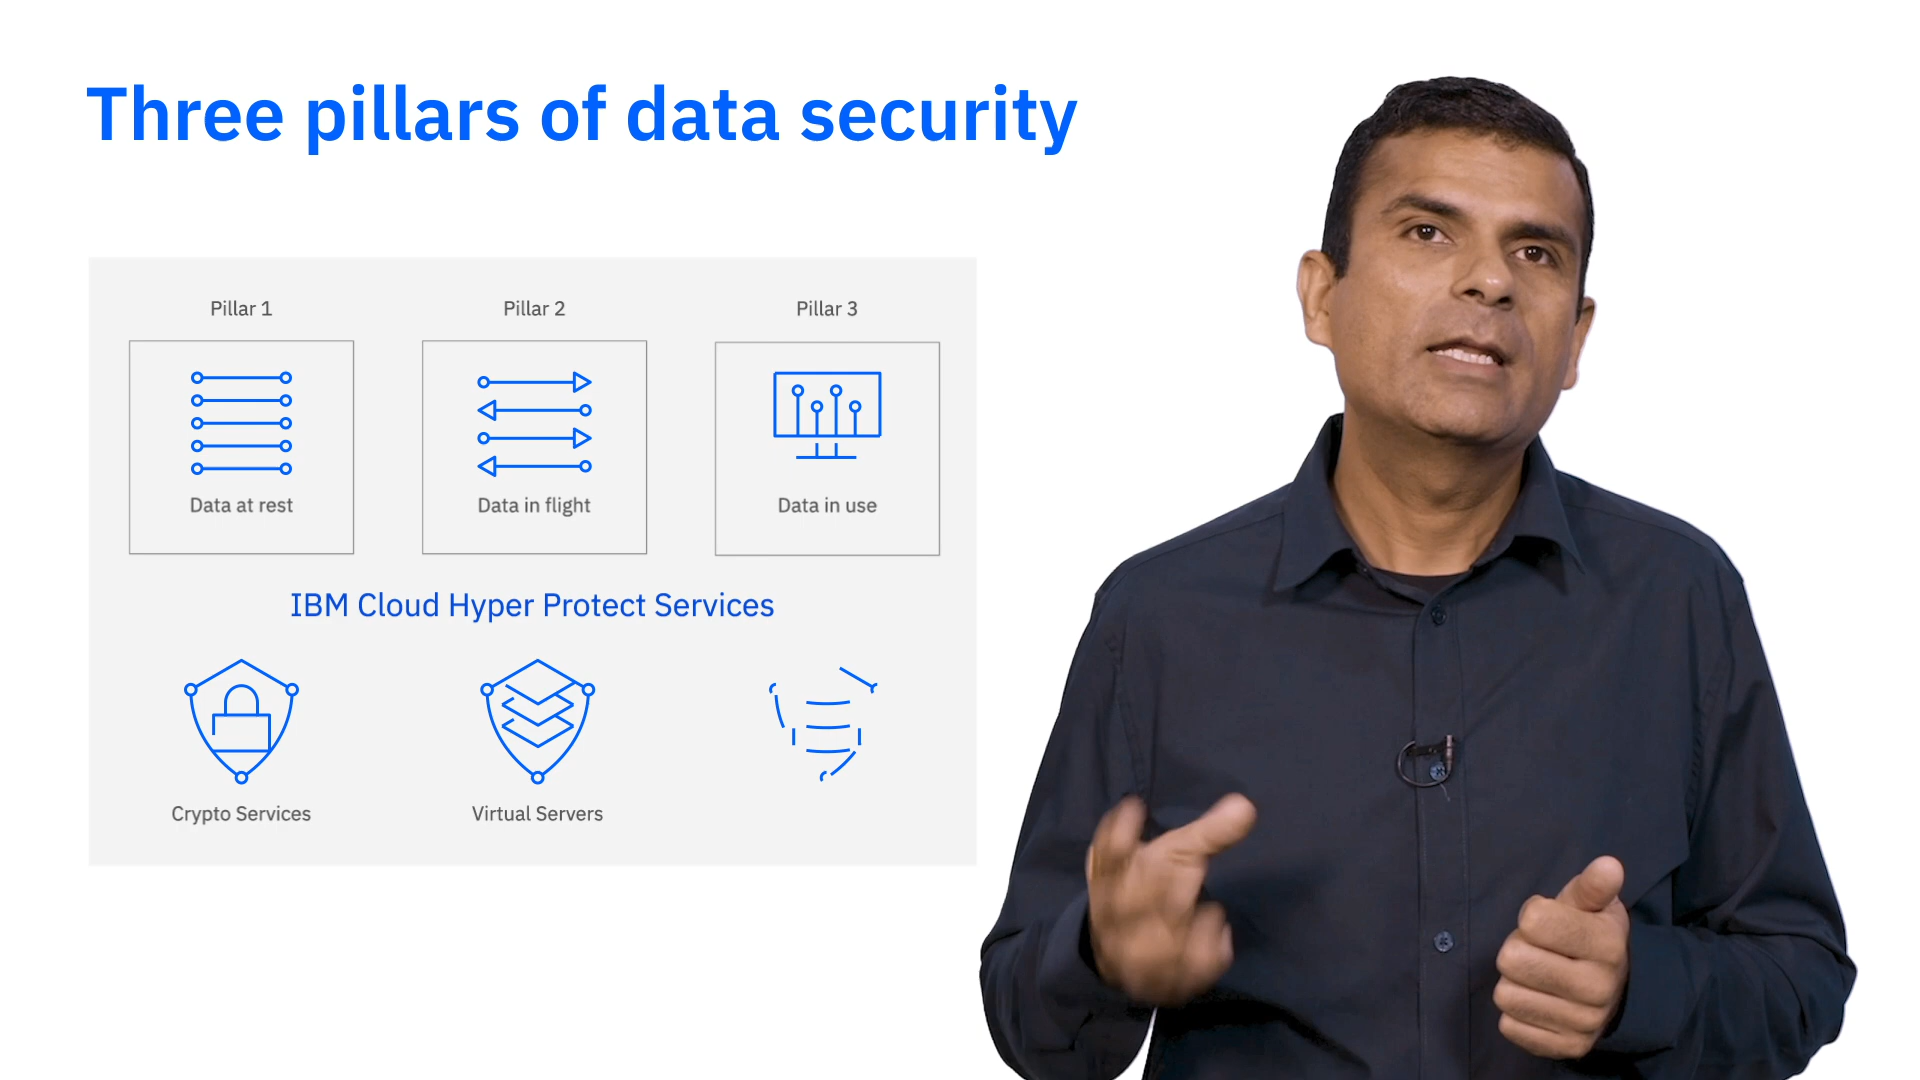 Three pillars of data security
Pillar 1
Pillar 2
Pillar 3
Data at rest
Data in flight
Data in use
IBM Cloud Hyper Protect Services
Crypto Services
Virtual Servers